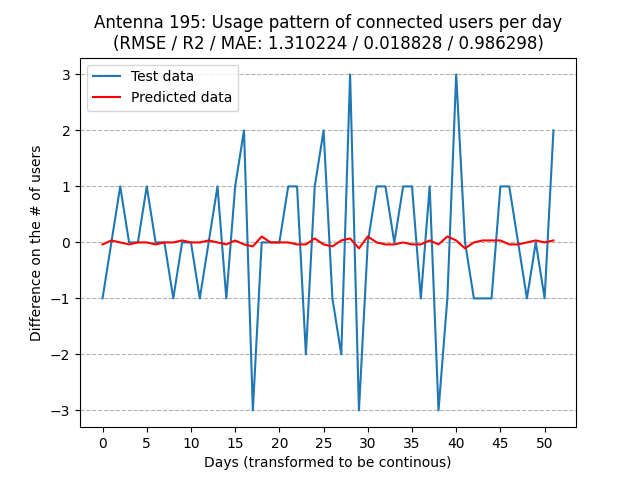 Antenna 195: Usage pattern of connected users per day
(RMSE / R2 / MAE: 1.310224 / 0.018828 / 0.986298)
Test data
Predicted data
Difference on the # of users
3
2
1
0
−1
−2
−3
0 5 10 15 20 25 30 35 40 45 50
Days (transformed to be continous)